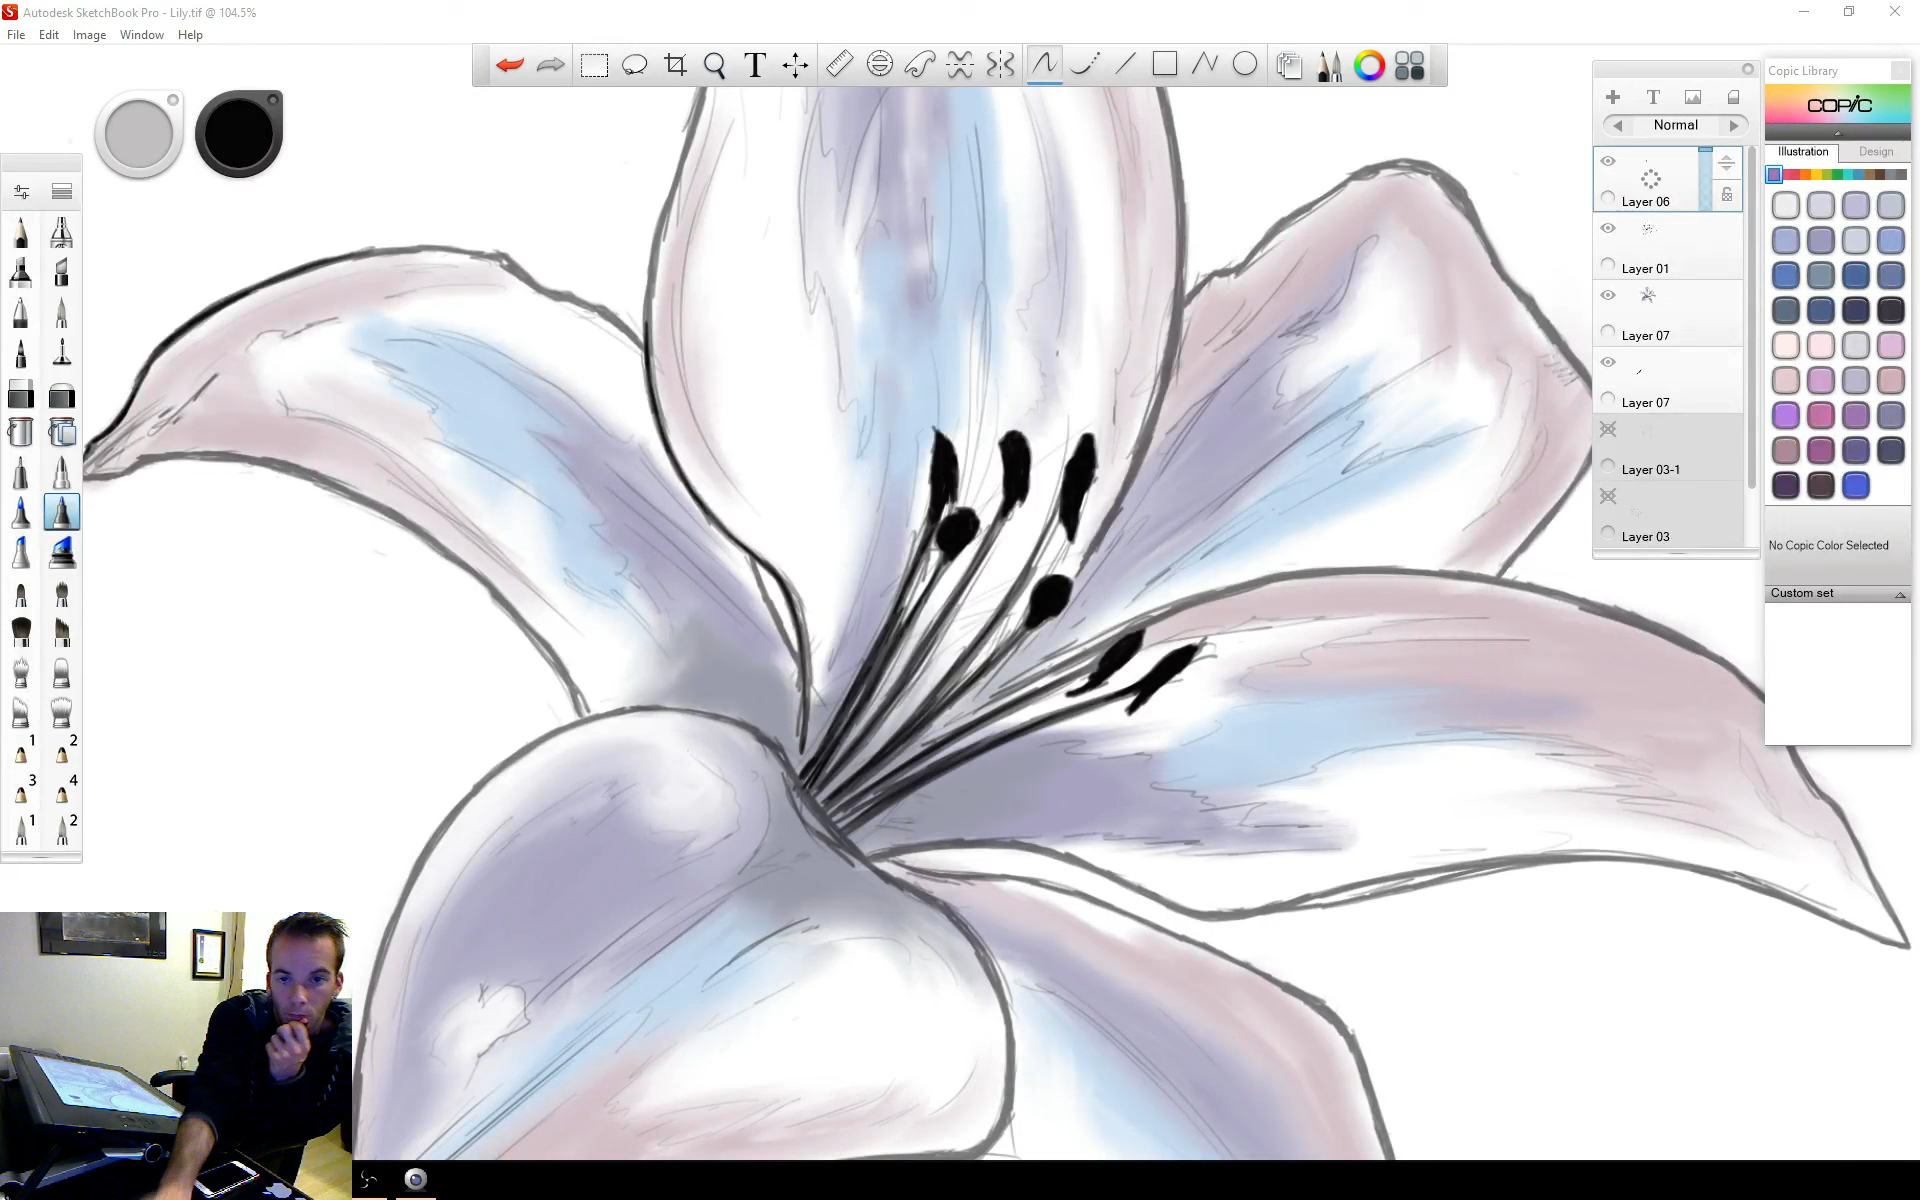 Autodesk SketchBook Pro - Lily.tif @ 104.5%
File Edit Image Window Help
T
Copic Library
COPIC
T
Normal
Illustration Design
Layer 06
Layer 01
Layer 07
Layer 07
Layer 03-1
Layer 03
No Copic Color Selected
Custom set
1 2
3 4
1 2